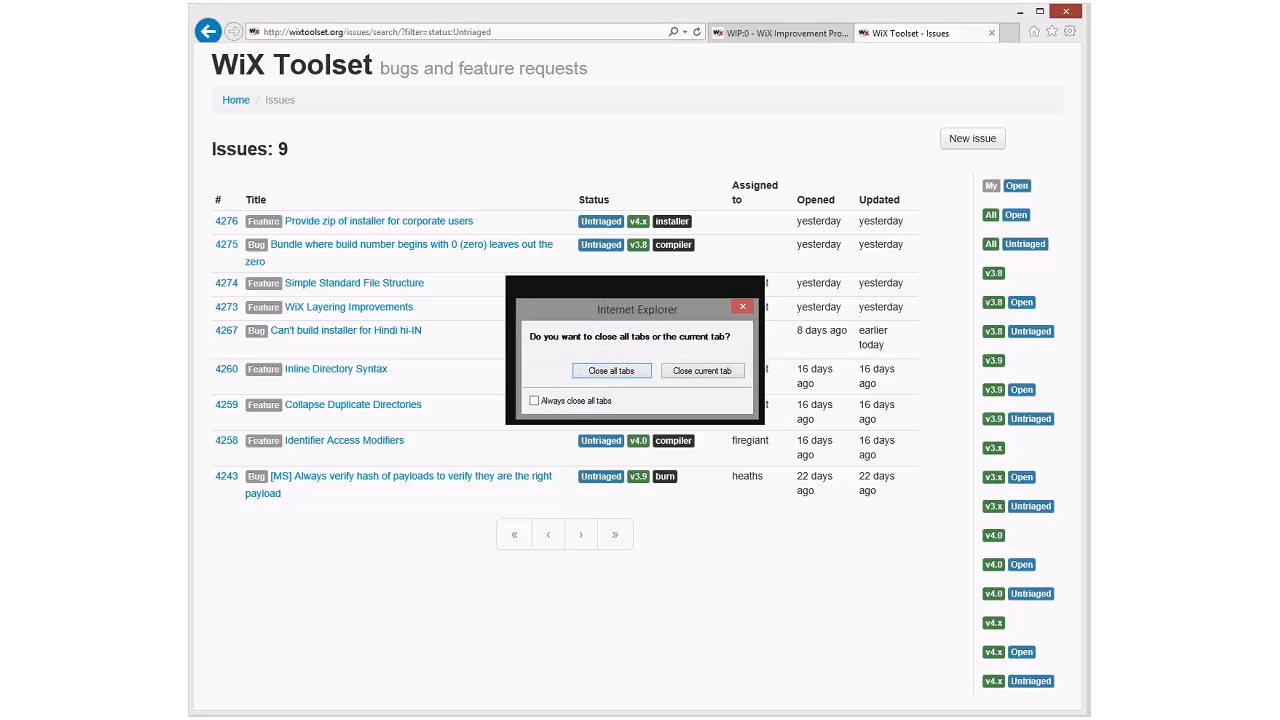 http://wixtoolset.org/issues/search/?filter=status:Untriaged
WIP:0 - WiX Improvement Pro...
WiX Toolset - Issues
WiX Toolset bugs and feature requests
Home / Issues
Issues: 9
New issue
# Title Status Assigned to Opened Updated
4276 Feature Provide zip of installer for corporate users Untriaged v4.x installer yesterday yesterday
4275 Bug Bundle where build number begins with 0 (zero) leaves out the Untriaged v3.8 compiler yesterday yesterday
zero
4274 Feature Simple Standard File Structure yesterday yesterday
4273 Feature WiX Layering Improvements yesterday yesterday
4267 Bug Can't build installer for Hindi hi-IN 8 days ago earlier
today
4260 Feature Inline Directory Syntax 16 days 16 days
ago ago
4259 Feature Collapse Duplicate Directories 16 days 16 days
ago ago
4258 Feature Identifier Access Modifiers Untriaged v4.0 compiler firegiant 16 days 16 days
ago ago
4243 Bug [MS] Always verify hash of payloads to verify they are the right Untriaged v3.9 burn heaths 22 days 22 days
payload ago ago
« ‹ › »
Internet Explorer
Do you want to close all tabs or the current tab?
Close all tabs Close current tab
Always close all tabs
My Open
All Open
All Untriaged
v3.8
v3.8 Open
v3.8 Untriaged
v3.9
v3.9 Open
v3.9 Untriaged
v3.x
v3.x Open
v3.x Untriaged
v4.0
v4.0 Open
v4.0 Untriaged
v4.x
v4.x Open
v4.x Untriaged